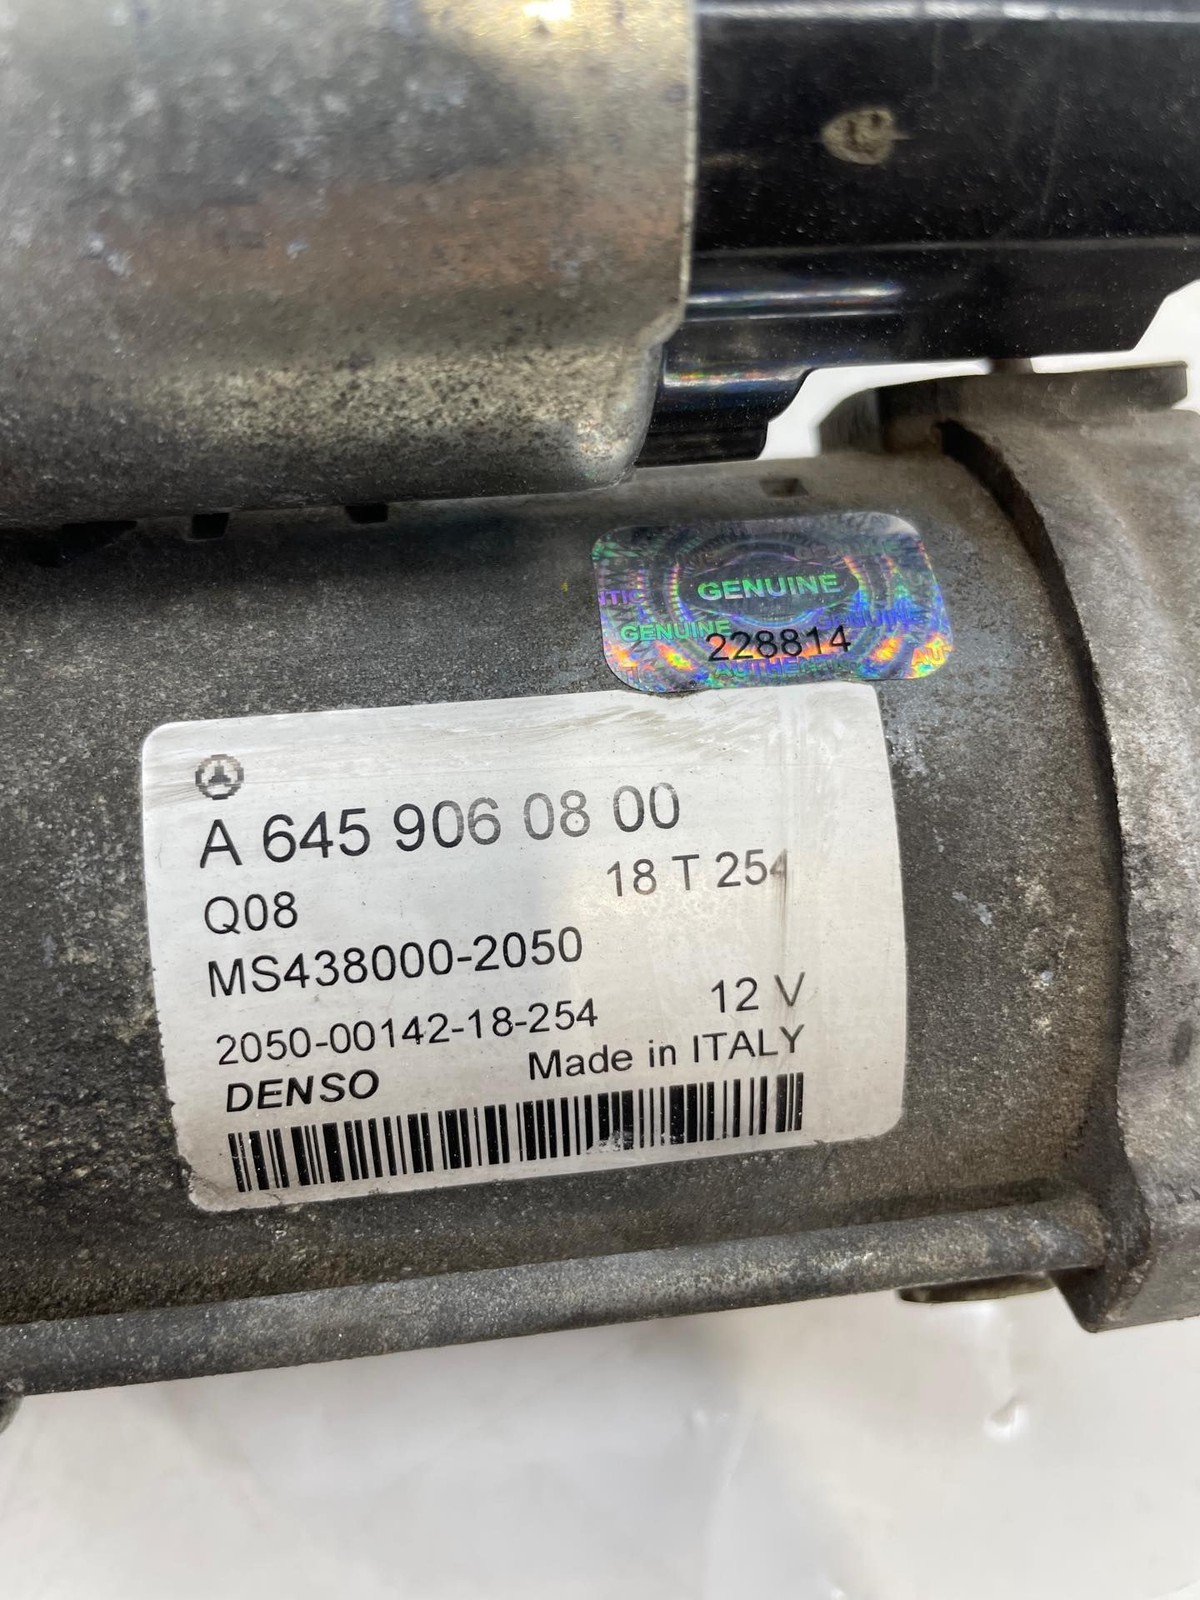 GENUINE
GENUINE
228814
A 645 906 08 00
18 T 254
Q08
MS438000-2050
12 V
2050-00142-18-254
Made in ITALY
DENSO